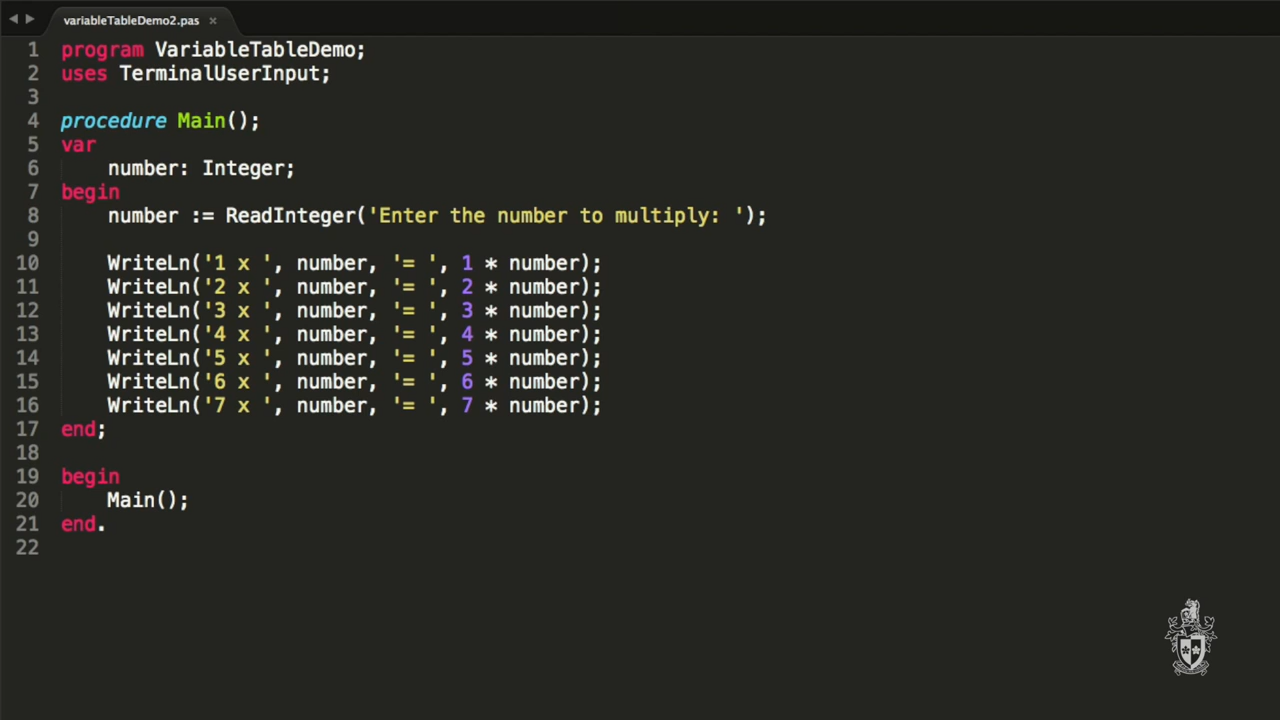 variableTableDemo2.pas ×
1 program VariableTableDemo;
2 uses TerminalUserInput;
3
4 procedure Main();
5 var
6     number: Integer;
7 begin
8     number := ReadInteger('Enter the number to multiply: ');
9
10     WriteLn('1 x ', number, '= ', 1 * number);
11     WriteLn('2 x ', number, '= ', 2 * number);
12     WriteLn('3 x ', number, '= ', 3 * number);
13     WriteLn('4 x ', number, '= ', 4 * number);
14     WriteLn('5 x ', number, '= ', 5 * number);
15     WriteLn('6 x ', number, '= ', 6 * number);
16     WriteLn('7 x ', number, '= ', 7 * number);
17 end;
18
19 begin
20     Main();
21 end.
22